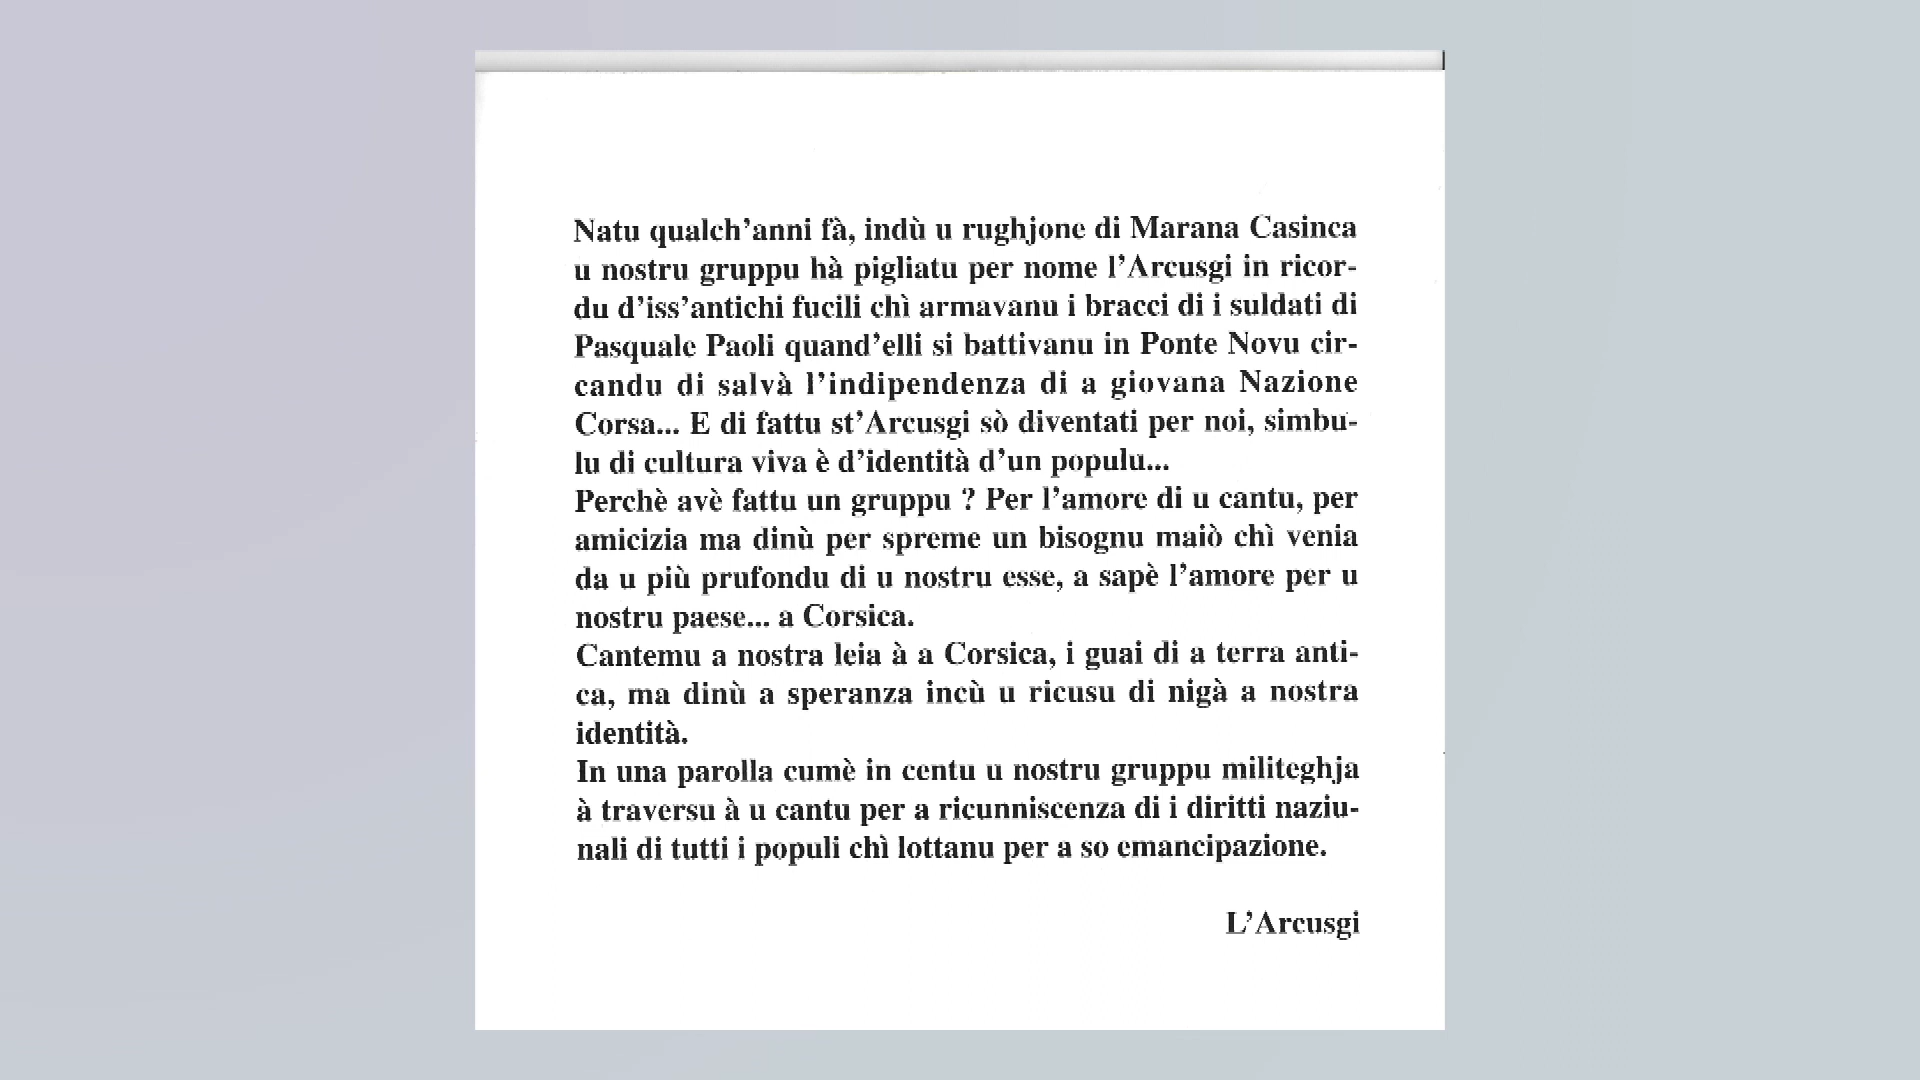 Natu qualch'anni fà, indù u rughjone di Marana Casinca
u nostru gruppu hà pigliatu per nome l'Arcusgi in ricor-
du d'iss'antichi fucili chì armavanu i bracci di i suldati di
Pasquale Paoli quand'elli si battivanu in Ponte Novu cir-
candu di salvà l'indipendenza di a giovana Nazione
Corsa... E di fattu st'Arcusgi sò diventati per noi, simbu-
lu di cultura viva è d'identità d'un populu...
Perchè avè fattu un gruppu ? Per l'amore di u cantu, per
amicizia ma dinù per spreme un bisognu maiò chì venia
da u più prufondu di u nostru esse, a sapè l'amore per u
nostru paese... a Corsica.
Cantemu a nostra leia à a Corsica, i guai di a terra anti-
ca, ma dinù a speranza incù u ricusu di nigà a nostra
identità.
In una parolla cumè in centu u nostru gruppu militeghja
à traversu à u cantu per a ricunniscenza di i diritti naziu-
nali di tutti i populi chì lottanu per a so emancipazione.
L'Arcusgi